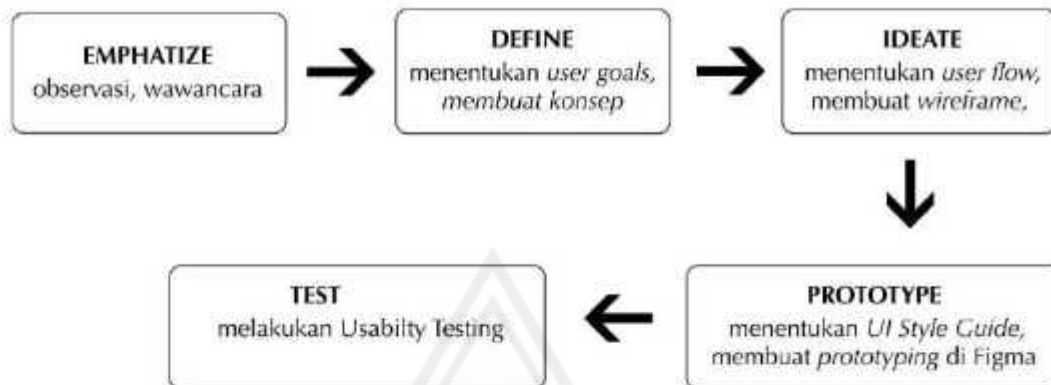 EMPHATIZE
observasi, wawancara
DEFINE
menentukan user goals,
membuat konsep
IDEATE
menentukan user flow,
membuat wireframe,
PROTOTYPE
menentukan UI Style Guide,
membuat prototyping di Figma
TEST
melakukan Usabilty Testing